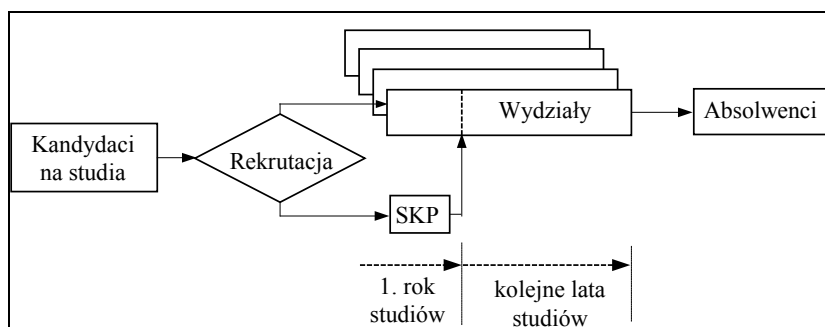 Kandydaci
na studia
Rekrutacja
Wydziały
Absolwenci
SKP
1. rok
studiów
kolejne lata
studiów